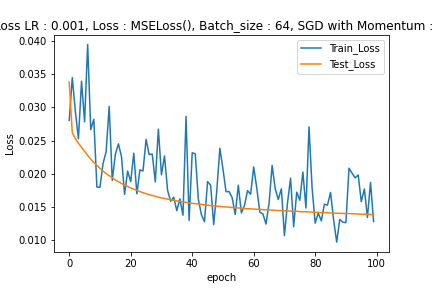 oss LR : 0.001, Loss : MSELoss(), Batch_size : 64, SGD with Momentum :
0.040
0.035
0.030
0.025
0.020
0.015
0.010
Loss
Train_Loss
Test_Loss
0
20
40
60
80
100
epoch